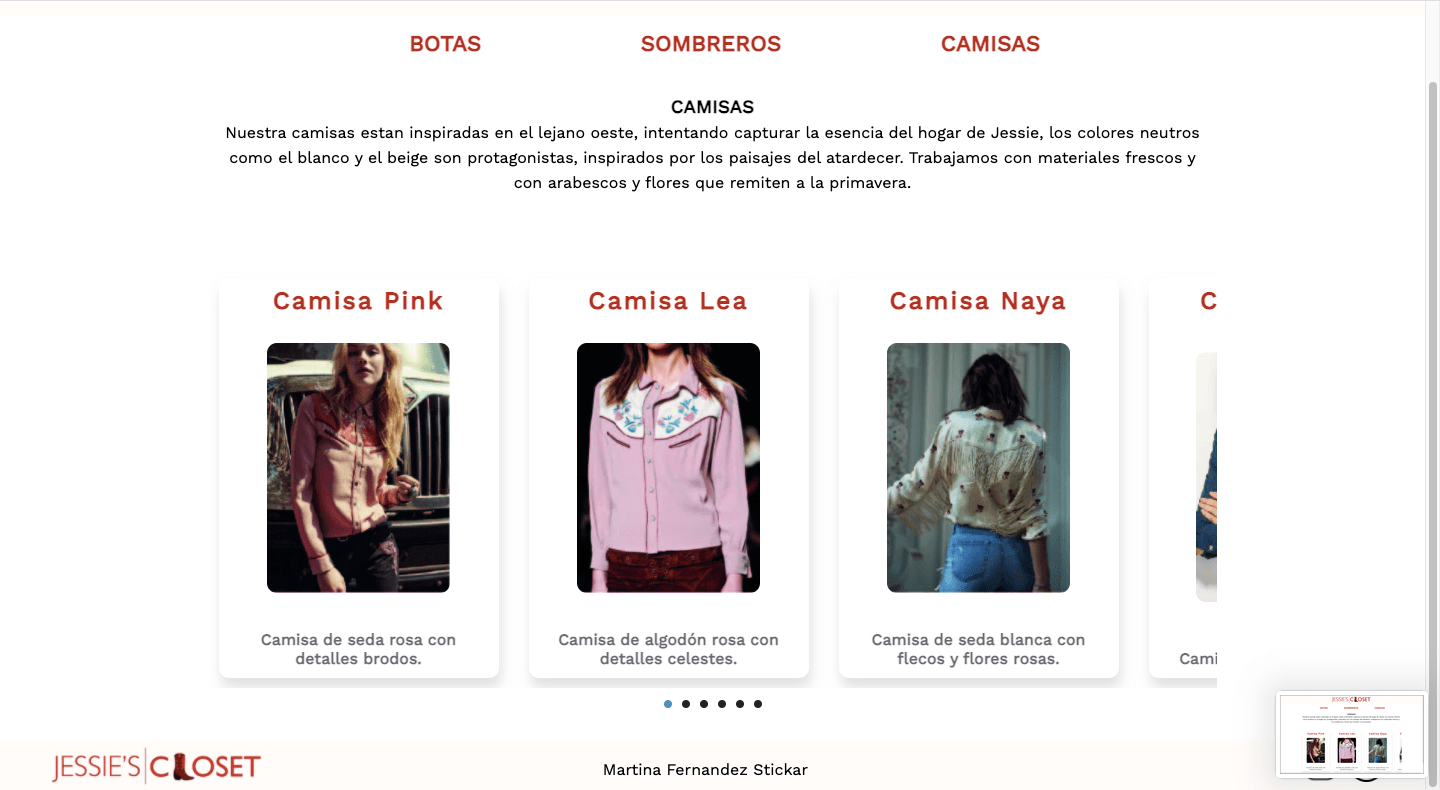 BOTAS SOMBREROS CAMISAS
CAMISAS
Nuestra camisas estan inspiradas en el lejano oeste, intentando capturar la esencia del hogar de Jessie, los colores neutros
como el blanco y el beige son protagonistas, inspirados por los paisajes del atardecer. Trabajamos con materiales frescos y
con arabescos y flores que remiten a la primavera.
Camisa Pink
Camisa de seda rosa con
detalles brodos.
Camisa Lea
Camisa de algodón rosa con
detalles celestes.
Camisa Naya
Camisa de seda blanca con
flecos y flores rosas.
C
Cami
JESSIE'S CLOSET
Martina Fernandez Stickar
JESSIE'S CLOSET